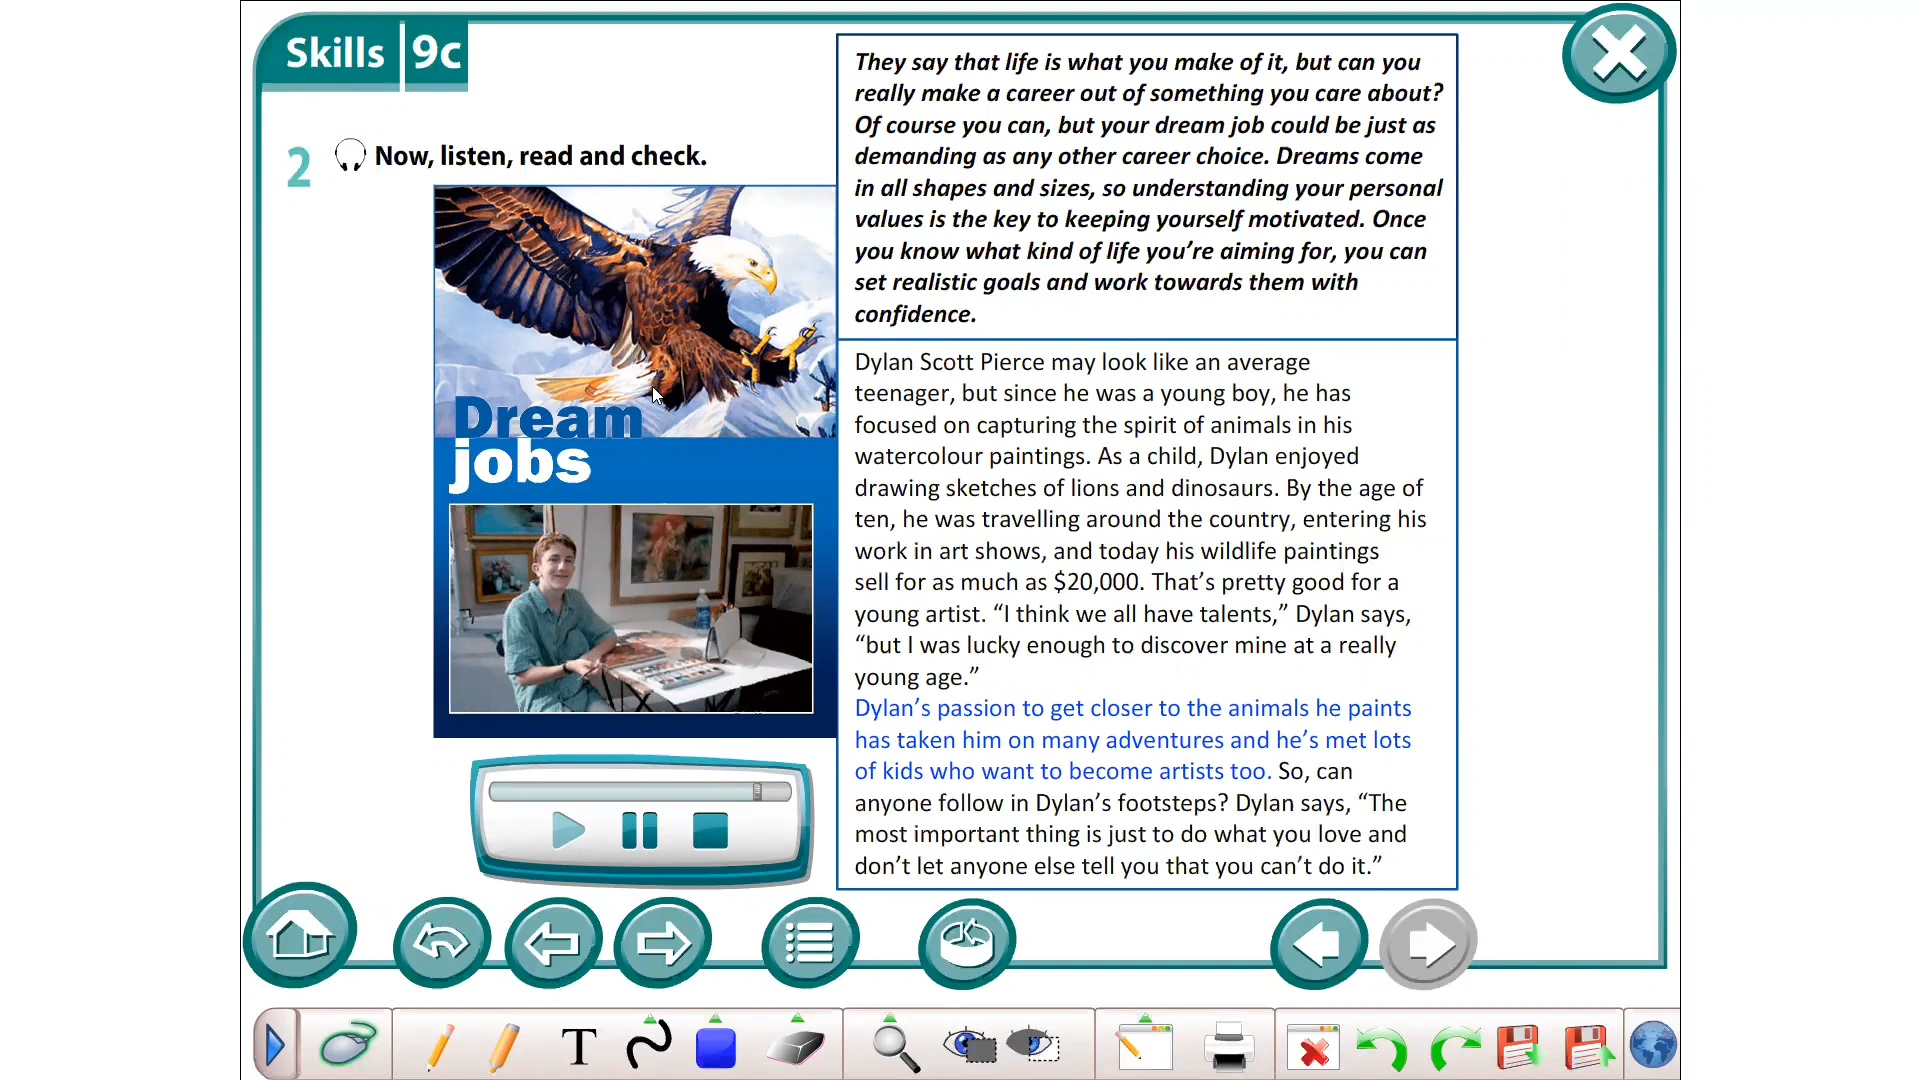 Skills 9c
2 Now, listen, read and check.
Dream
jobs
They say that life is what you make of it, but can you
really make a career out of something you care about?
Of course you can, but your dream job could be just as
demanding as any other career choice. Dreams come
in all shapes and sizes, so understanding your personal
values is the key to keeping yourself motivated. Once
you know what kind of life you’re aiming for, you can
set realistic goals and work towards them with
confidence.
Dylan Scott Pierce may look like an average
teenager, but since he was a young boy, he has
focused on capturing the spirit of animals in his
watercolour paintings. As a child, Dylan enjoyed
drawing sketches of lions and dinosaurs. By the age of
ten, he was travelling around the country, entering his
work in art shows, and today his wildlife paintings
sell for as much as $20,000. That’s pretty good for a
young artist. “I think we all have talents,” Dylan says,
“but I was lucky enough to discover mine at a really
young age.”
Dylan’s passion to get closer to the animals he paints
has taken him on many adventures and he’s met lots
of kids who want to become artists too. So, can
anyone follow in Dylan’s footsteps? Dylan says, “The
most important thing is just to do what you love and
don’t let anyone else tell you that you can’t do it.”
T